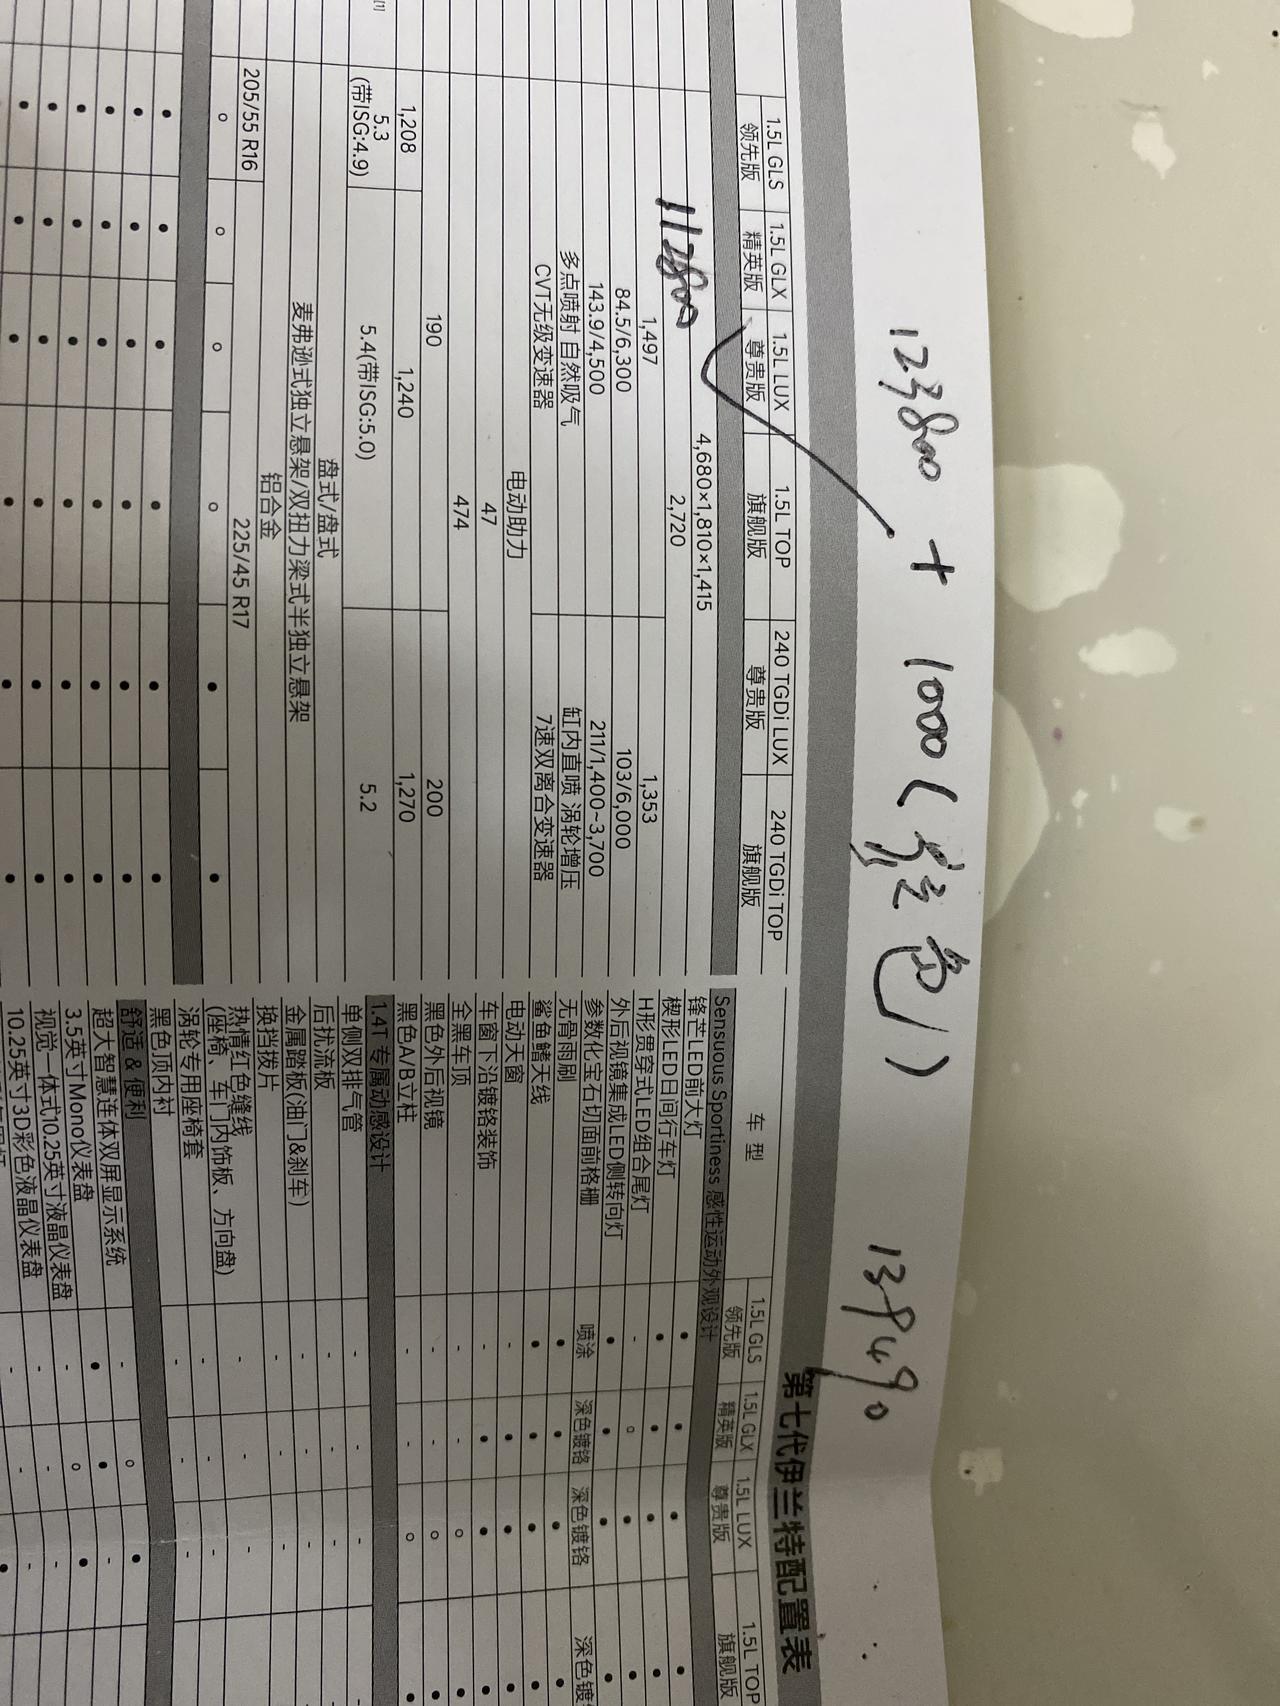 123800 + 1000(颜色) 139490
第七代伊兰特配置表
1.5L GLS 1.5L GLX 1.5L LUX 1.5L TOP 240 TGDi LUX 240 TGDi TOP
领先版 精英版 尊贵版 旗舰版 尊贵版 旗舰版
4,680×1,810×1,415
2,720
112800
1,497 1,353
84.5/6,300 103/6,000
143.9/4,500 211/1,400~3,700
多点喷射 自然吸气 缸内直喷 涡轮增压
CVT无级变速器 7速双离合变速器
电动助力
47
474
190 200
1,208 1,240 1,270
5.3 5.4(带ISG:5.0) 5.2
(带ISG:4.9)
[1]
盘式/盘式
麦弗逊式独立悬架/双扭力梁式半独立悬架
铝合金
205/55 R16 225/45 R17
车 型 1.5L GLS 1.5L GLX 1.5L LUX 1.5L TOP
领先版 精英版 尊贵版 旗舰版
Sensuous Sportiness 感性运动外观设计
锋芒LED前大灯 ● ● ● ●
楔形LED日间行车灯 ● ● ● ●
H形贯穿式LED组合尾灯 - ○ ● ●
外后视镜集成LED侧转向灯 ● ● ● ●
参数化宝石切面前格栅 喷涂 深色镀铬 深色镀铬 深色镀
无骨雨刷 ● ● ● ●
鲨鱼鳍天线 ● ● ● ●
电动天窗 - ● ● ●
车窗下沿镀铬装饰 - ● ● ●
全黑车顶 - - ○ ●
黑色外后视镜 - - ○ ●
黑色A/B立柱 - - ○ ●
1.4T 专属动感设计
单侧双排气管 - - -
后扰流板 - - -
金属踏板(油门&刹车) - - -
换挡拨片 - - -
热情红色缝线 - - -
(座椅、车门内饰板、方向盘)
涡轮专用座椅套 - - -
黑色顶内衬 - - -
舒适 & 便利
超大智慧连体双屏显示系统 - ○ ●
3.5英寸Mono仪表盘 ● ● -
视觉一体式10.25英寸液晶仪表盘 - ○ ●
10.25英寸3D彩色液晶仪表盘 - - -